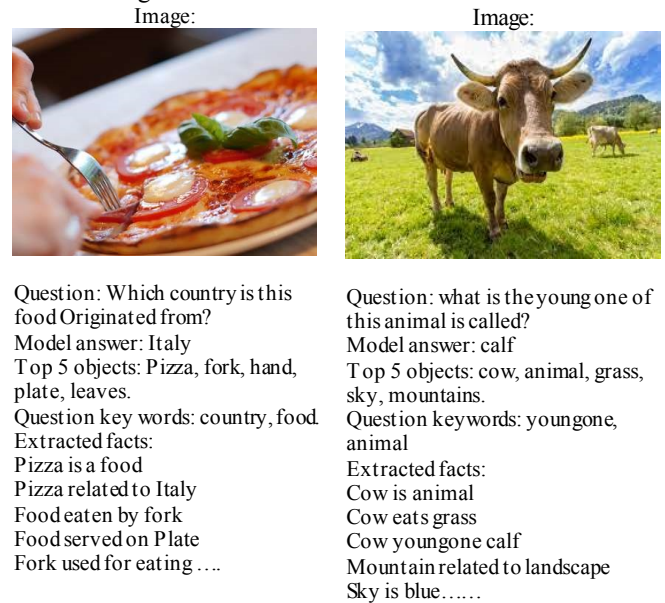 Image:
Question: Which country is this
food Originated from?
Model answer: Italy
Top 5 objects: Pizza, fork, hand,
plate, leaves.
Question key words: country, food.
Extracted facts:
Pizza is a food
Pizza related to Italy
Food eaten by fork
Food served on Plate
Fork used for eating ….
Image:
Question: what is the young one of
this animal is called?
Model answer: calf
Top 5 objects: cow, animal, grass,
sky, mountains.
Question keywords: youngone,
animal
Extracted facts:
Cow is animal
Cow eats grass
Cow youngone calf
Mountain related to landscape
Sky is blue……